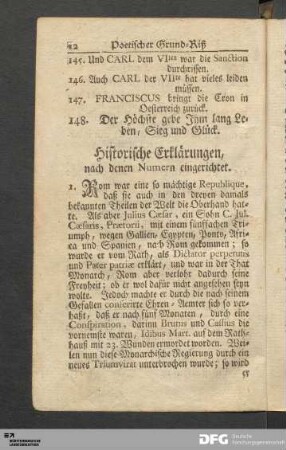 12 Poetischer Grund-Riß
145. Und CARL dem VIten war die Sanction
durchrissen.
146. Auch CARL der VIIte hat vieles leiden
müssen.
147. FRANCISCUS bringt die Cron in
Oesterreich zurück.
148. Der Höchste gebe Ihm lang Le-
ben, Sieg und Glück.
Historische Erklärungen,
nach denen Numern eingerichtet.
1. Rom war eine so mächtige Republique,
daß sie auch in den dreyen damals
bekannten Theilen der Welt die Oberhand hat-
te. Als aber Julius Cæsar, ein Sohn C. Jul.
Cæsaris, Prætoris, mit einem fünffachen Tri-
umph, wegen Gallien, Egypten, Ponto, Afri-
ca und Spanien, nach Rom gekommen; so
wurde er vom Rath, als Dictator perpetuus
und Pater patriæ erklärt, und war in der That
Monarch, Rom aber verlohr dadurch seine
Freyheit; ob er wol dafür nicht angesehen seyn
wolte. Jedoch machte er durch die nach seinem
Gefallen conferirte Ehren-Aemter sich so ver-
haßt, daß er nach fünf Monaten, durch eine
Conspiration, darinn Brutus und Cassius die
vornemste waren, Idibus Mart. auf dem Rath-
hauß mit 23. Wunden ermordet worden. Wei-
len nun diese Monarchische Regierung durch ein
neues Triumvirat unterbrochen wurde; so wird
DFG Deutsche
Forschungsgemeinschaft